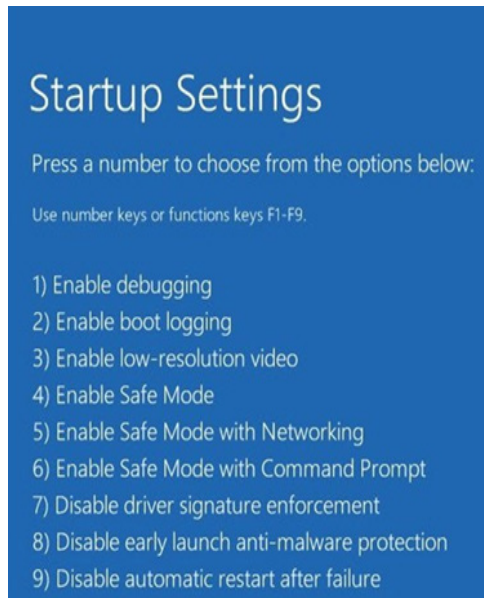 Startup Settings
Press a number to choose from the options below:
Use number keys or functions keys F1-F9.
1) Enable debugging
2) Enable boot logging
3) Enable low-resolution video
4) Enable Safe Mode
5) Enable Safe Mode with Networking
6) Enable Safe Mode with Command Prompt
7) Disable driver signature enforcement
8) Disable early launch anti-malware protection
9) Disable automatic restart after failure